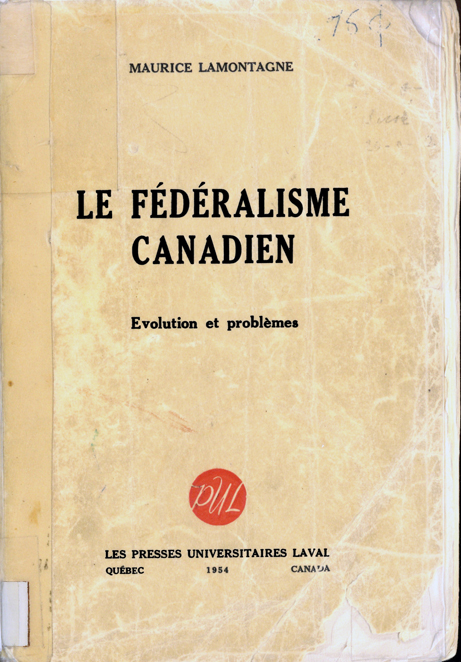 MAURICE LAMONTAGNE
LE FÉDÉRALISME
CANADIEN
Evolution et problèmes
PUL
LES PRESSES UNIVERSITAIRES LAVAL
QUÉBEC 1954 CANADA